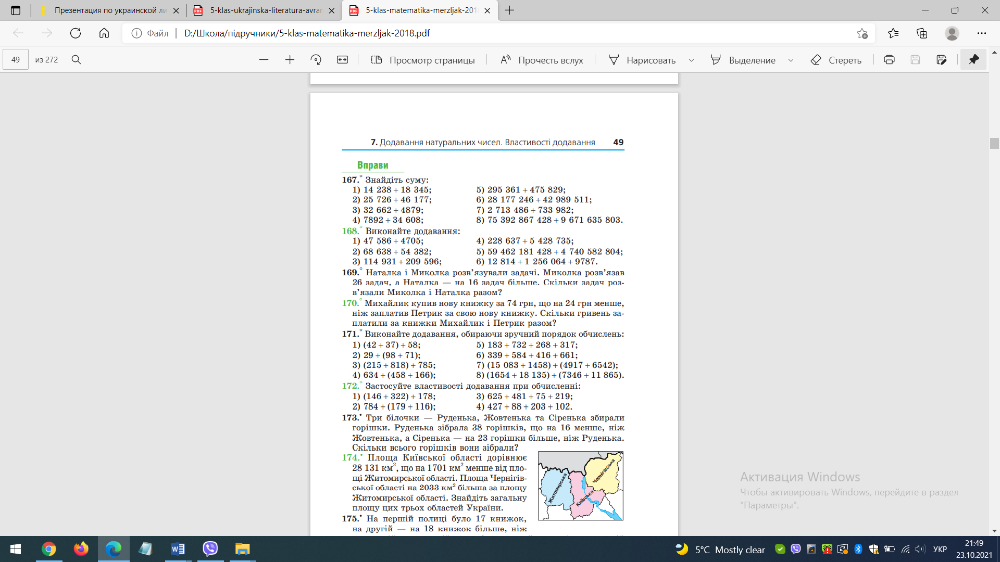 Презентация по украинской ли
5-klas-ukrajinska-literatura-avran
5-klas-matematika-merzljak-201
Файл
D:/Школа/підручники/5-klas-matematika-merzljak-2018.pdf
49
из 272
Просмотр страницы
Прочесть вслух
Нарисовать
Выделение
Стереть
7. Додавання натуральних чисел. Властивості додавання 49
Вправи
167.° Знайдіть суму:
1) 14 238 + 18 345; 5) 295 361 + 475 829;
2) 25 726 + 46 177; 6) 28 177 246 + 42 989 511;
3) 32 662 + 4879; 7) 2 713 486 + 733 982;
4) 7892 + 34 608; 8) 75 392 867 428 + 9 671 635 803.
168.° Виконайте додавання:
1) 47 586 + 4705; 4) 228 637 + 5 428 735;
2) 68 638 + 54 382; 5) 59 462 181 428 + 4 740 582 804;
3) 114 931 + 209 596; 6) 12 814 + 1 256 064 + 9787.
169.° Наталка і Миколка розв’язували задачі. Миколка розв’язав
26 задач, а Наталка — на 16 задач більше. Скільки задач роз-
в’язали Миколка і Наталка разом?
170.° Михайлик купив нову книжку за 74 грн, що на 24 грн менше,
ніж заплатив Петрик за свою нову книжку. Скільки гривень за-
платили за книжки Михайлик і Петрик разом?
171.° Виконайте додавання, обираючи зручний порядок обчислень:
1) (42 + 37) + 58; 5) 183 + 732 + 268 + 317;
2) 29 + (98 + 71); 6) 339 + 584 + 416 + 661;
3) (215 + 818) + 785; 7) (15 083 + 1458) + (4917 + 6542);
4) 634 + (458 + 166); 8) (1654 + 18 135) + (7346 + 11 865).
172.° Застосуйте властивості додавання при обчисленні:
1) (146 + 322) + 178; 3) 625 + 481 + 75 + 219;
2) 784 + (179 + 116); 4) 427 + 88 + 203 + 102.
173.• Три білочки — Руденька, Жовтенька та Сіренька збирали
горішки. Руденька зібрала 38 горішків, що на 16 менше, ніж
Жовтенька, а Сіренька — на 23 горішки більше, ніж Руденька.
Скільки всього горішків вони зібрали?
174.• Площа Київської області дорівнює
28 131 км², що на 1701 км² менше від пло-
щі Житомирської області. Площа Чернігів-
ської області на 2033 км² більша за площу
Житомирської області. Знайдіть загальну
площу цих трьох областей України.
Житомирська
Київська
Чернігівська
175.• На першій полиці було 17 книжок,
на другій — на 18 книжок більше, ніж
Активация Windows
Чтобы активировать Windows, перейдите в раздел
"Параметры".
5°C Mostly clear
УКР
21:49
23.10.2021